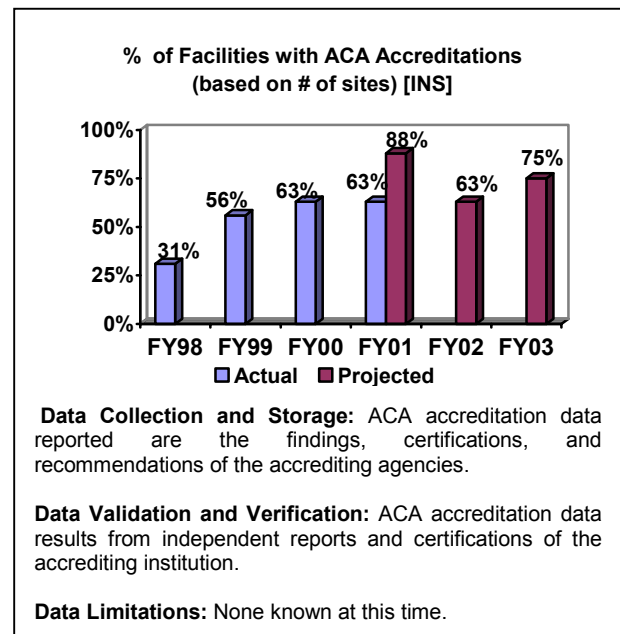 % of Facilities with ACA Accreditations
(based on # of sites) [INS]
100%
75%
50%
25%
0%
31%
56%
63%
63%
88%
63%
75%
FY98 FY99 FY00 FY01 FY02 FY03
Actual Projected
Data Collection and Storage: ACA accreditation data
reported are the findings, certifications, and
recommendations of the accrediting agencies.
Data Validation and Verification: ACA accreditation data
results from independent reports and certifications of the
accrediting institution.
Data Limitations: None known at this time.